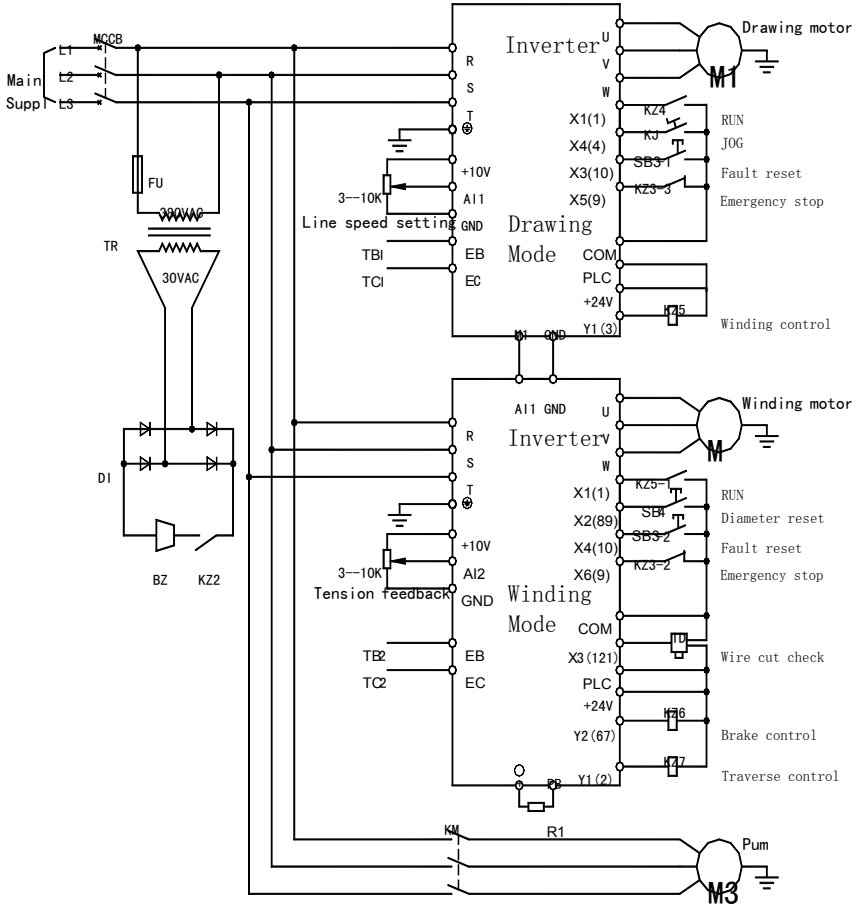 Drawing motor
MCCB
L1
Inverter
U
R
V
Main
L2
M1
S
W
Suppl
L3
KZ4
T
X1(1)
RUN
KJ
X4(4)
JOG
SB3-1
+10V
X3(10)
Fault reset
FU
3--10K
AI1
KZ3-3
X5(9)
Emergency stop
380VAC
Line speed setting
GND
Drawing
Mode
TR
TB1
EB
COM
30VAC
TC1
EC
PLC
+24V
KZ5
Y1(3)
Winding control
M1
GND
AI1 GND
Winding motor
U
R
Inverter
V
M
S
W
DI
KZ5-1
T
X1(1)
RUN
SB4
X2(89)
Diameter reset
SB3-2
+10V
X4(10)
Fault reset
3--10K
AI2
KZ3-2
X6(9)
Emergency stop
BZ
KZ2
Tension feedback
GND
Winding
Mode
COM
TD
TB2
EB
X3(121)
Wire cut check
TC2
EC
PLC
+24V
KZ6
Y2(67)
Brake control
KZ7
PB
Y1(2)
Traverse control
KM
R1
Pum
M3